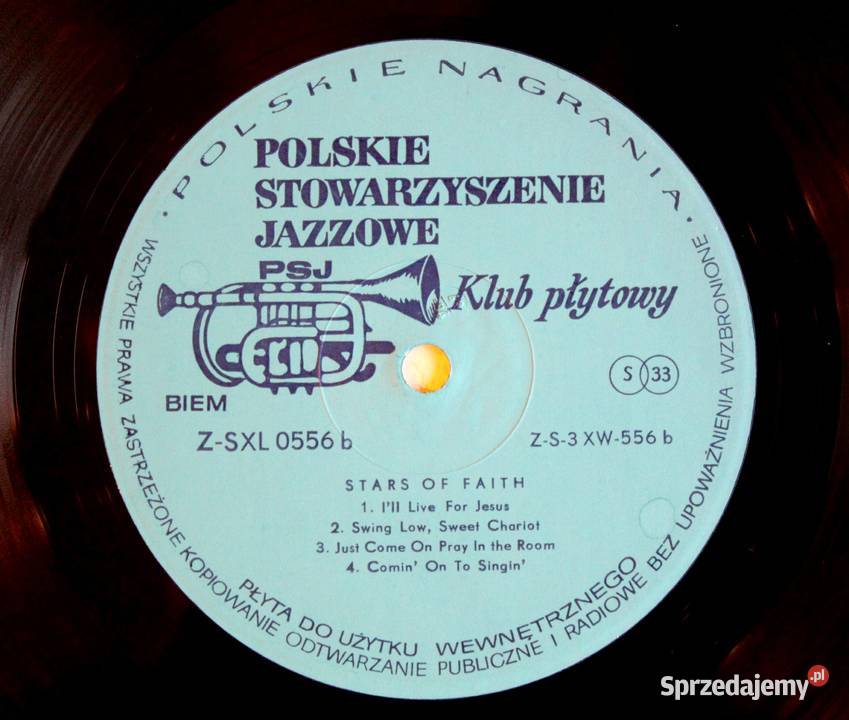 · POLSKIE NAGRANIA ·
POLSKIE
STOWARZYSZENIE
JAZZOWE
PSJ
Klub płytowy
S 33
BIEM
Z-SXL 0556 b
Z-S-3 XW-556 b
STARS OF FAITH
1. I'll Live For Jesus
2. Swing Low, Sweet Chariot
3. Just Come On Pray In the Room
4. Comin' On To Singin'
PŁYTA DO UŻYTKU WEWNĘTRZNEGO
WSZYSTKIE PRAWA ZASTRZEŻONE KOPIOWANIE ODTWARZANIE PUBLICZNE I RADIOWE BEZ UPOWAŻNIENIA WZBRONIONE
Sprzedajemy.pl